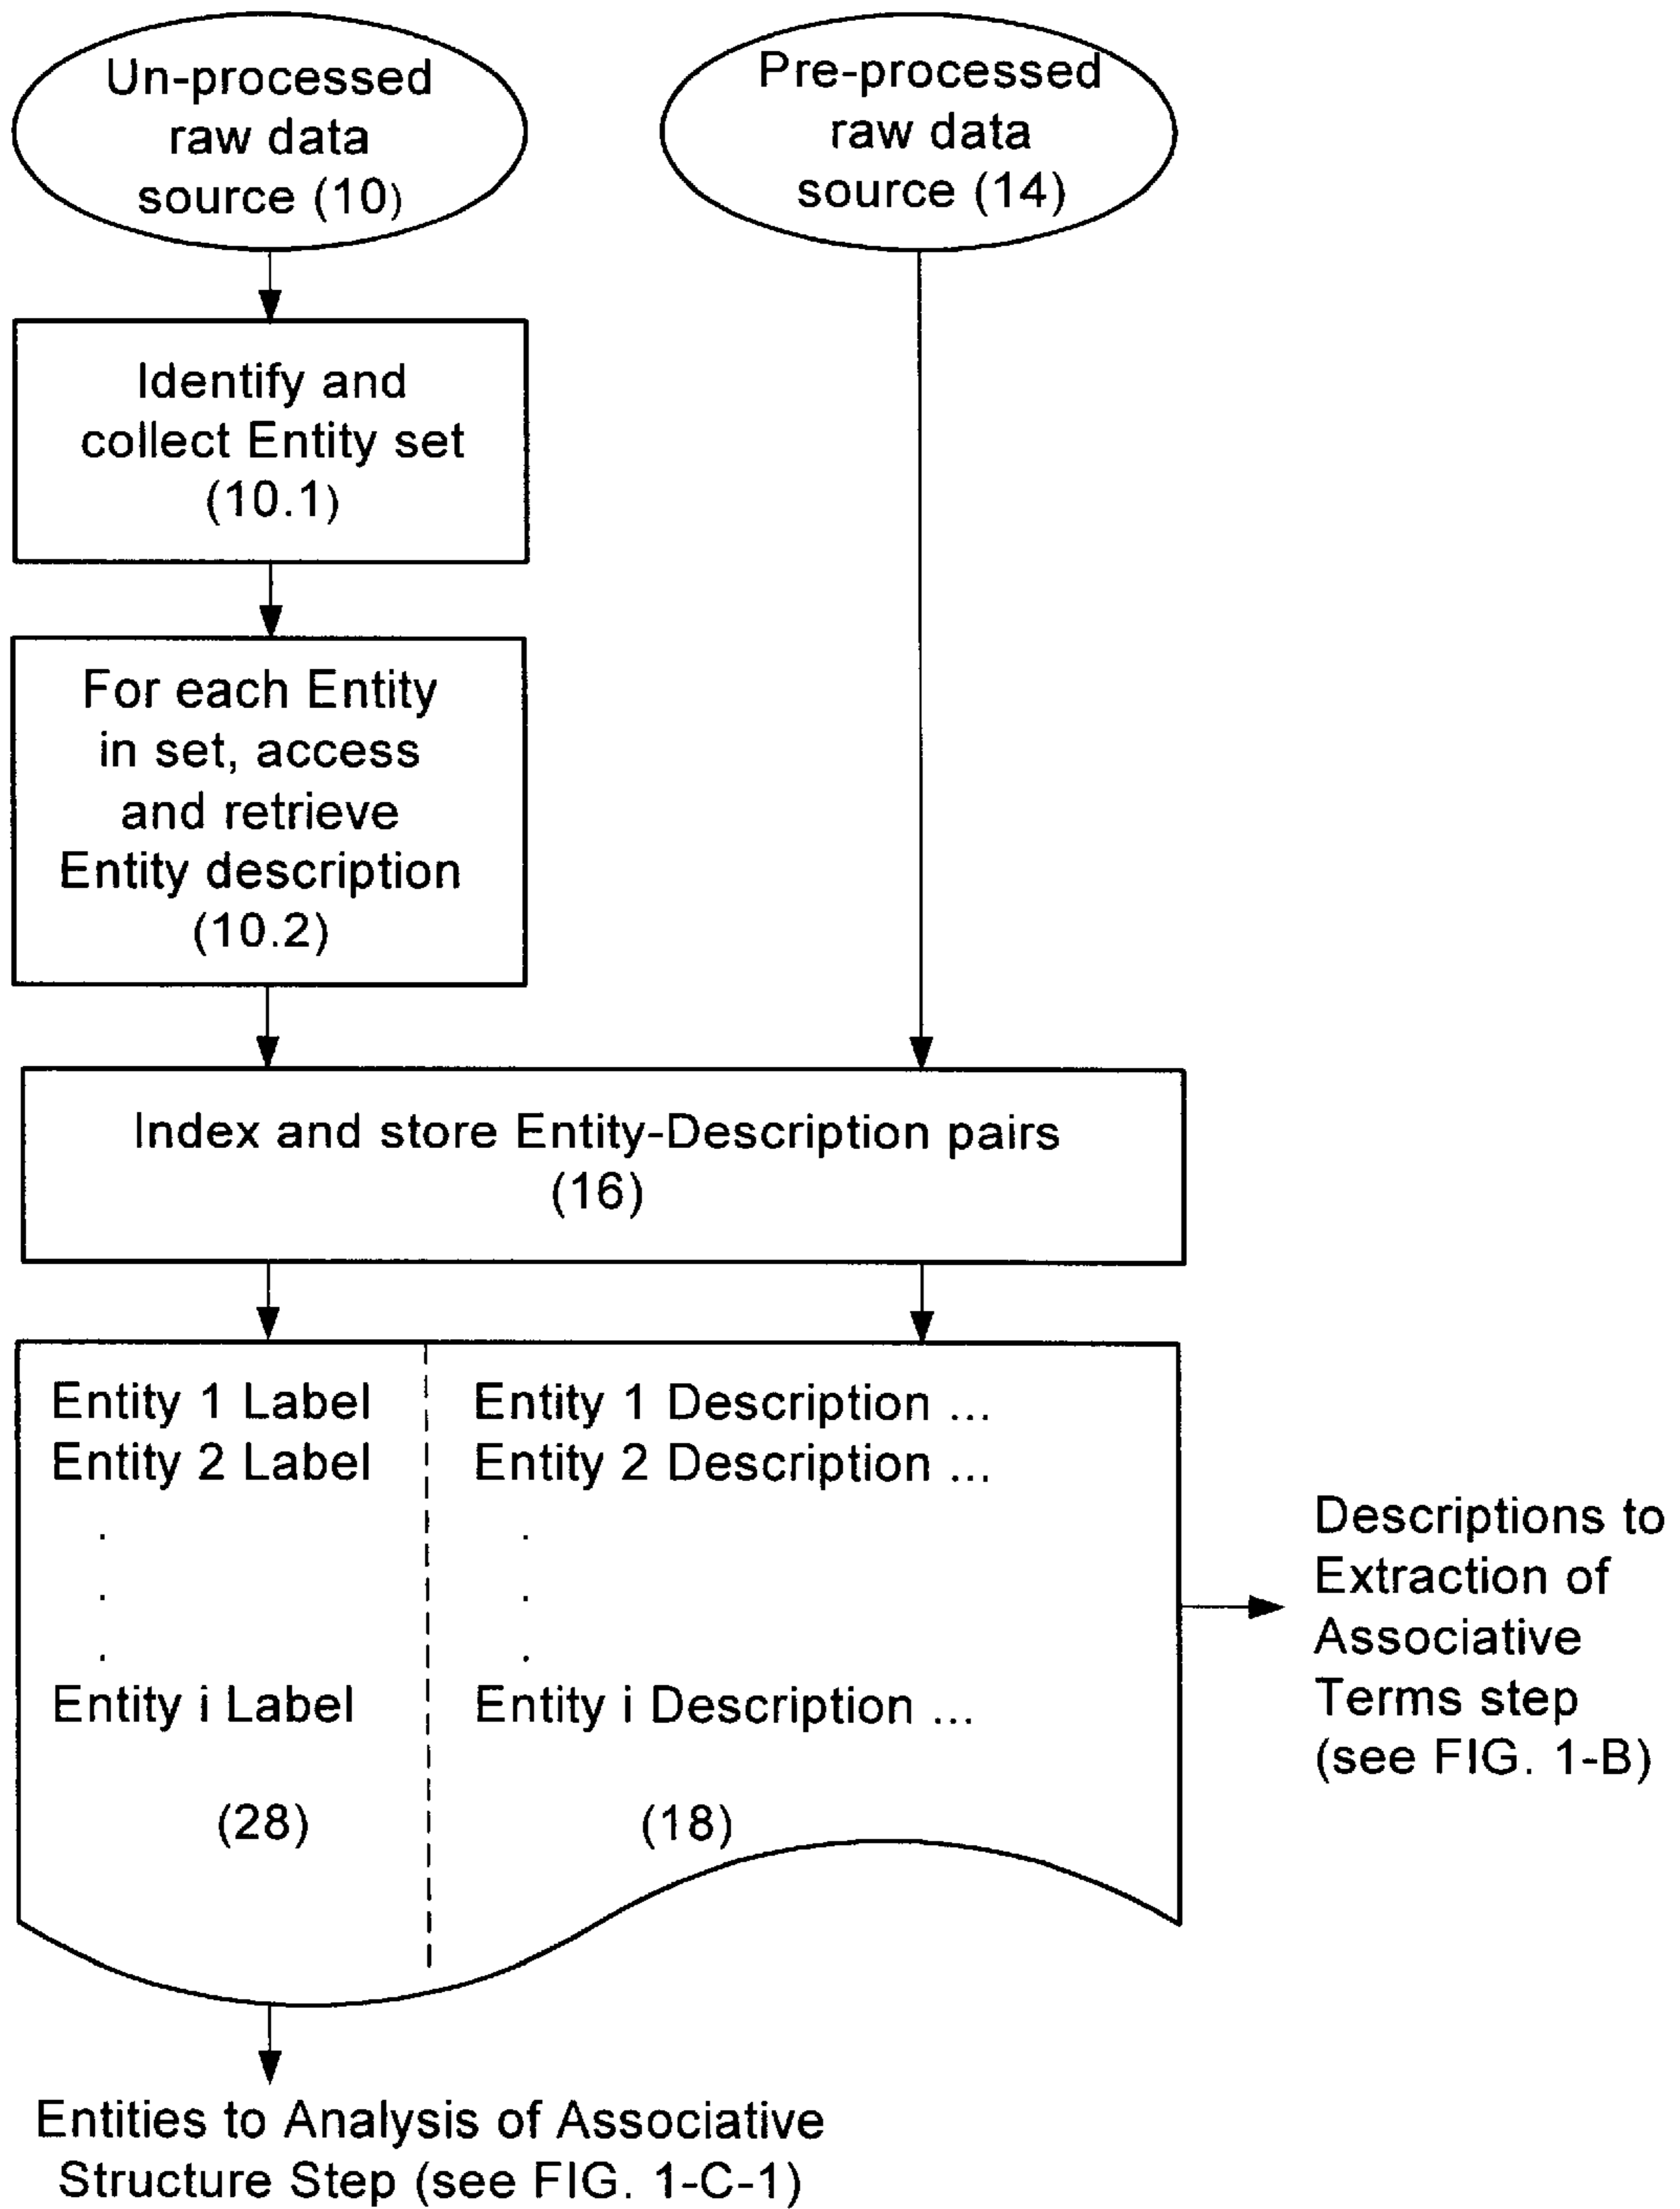 Un-processed
raw data
source (10)
Pre-processed
raw data
source (14)
Identify and
collect Entity set
(10.1)
For each Entity
in set, access
and retrieve
Entity description
(10.2)
Index and store Entity-Description pairs
(16)
Entity 1 Label
Entity 2 Label
.
.
.
Entity i Label
(28)
Entity 1 Description ...
Entity 2 Description ...
.
.
.
Entity i Description ...
(18)
Descriptions to
Extraction of
Associative
Terms step
(see FIG. 1-B)
Entities to Analysis of Associative
Structure Step (see FIG. 1-C-1)